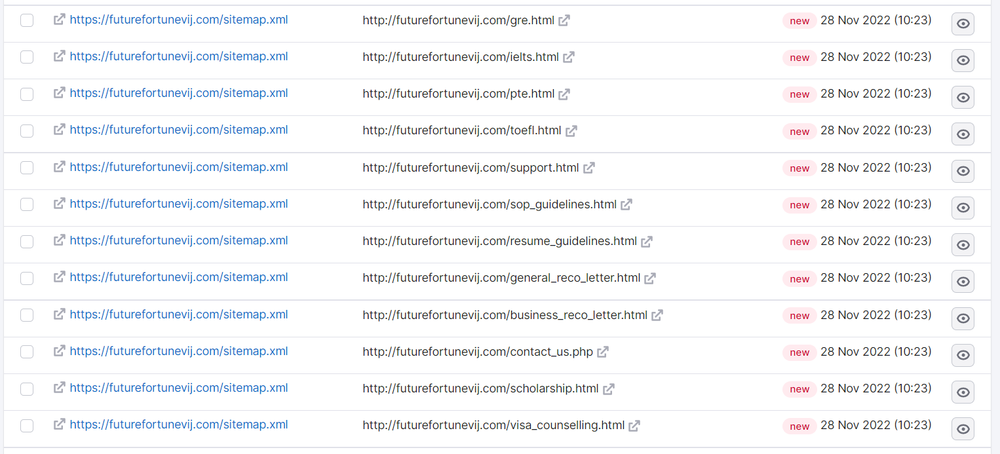 https://futurefortunevij.com/sitemap.xml http://futurefortunevij.com/gre.html new 28 Nov 2022 (10:23)
https://futurefortunevij.com/sitemap.xml http://futurefortunevij.com/ielts.html new 28 Nov 2022 (10:23)
https://futurefortunevij.com/sitemap.xml http://futurefortunevij.com/pte.html new 28 Nov 2022 (10:23)
https://futurefortunevij.com/sitemap.xml http://futurefortunevij.com/toefl.html new 28 Nov 2022 (10:23)
https://futurefortunevij.com/sitemap.xml http://futurefortunevij.com/support.html new 28 Nov 2022 (10:23)
https://futurefortunevij.com/sitemap.xml http://futurefortunevij.com/sop_guidelines.html new 28 Nov 2022 (10:23)
https://futurefortunevij.com/sitemap.xml http://futurefortunevij.com/resume_guidelines.html new 28 Nov 2022 (10:23)
https://futurefortunevij.com/sitemap.xml http://futurefortunevij.com/general_reco_letter.html new 28 Nov 2022 (10:23)
https://futurefortunevij.com/sitemap.xml http://futurefortunevij.com/business_reco_letter.html new 28 Nov 2022 (10:23)
https://futurefortunevij.com/sitemap.xml http://futurefortunevij.com/contact_us.php new 28 Nov 2022 (10:23)
https://futurefortunevij.com/sitemap.xml http://futurefortunevij.com/scholarship.html new 28 Nov 2022 (10:23)
https://futurefortunevij.com/sitemap.xml http://futurefortunevij.com/visa_counselling.html new 28 Nov 2022 (10:23)